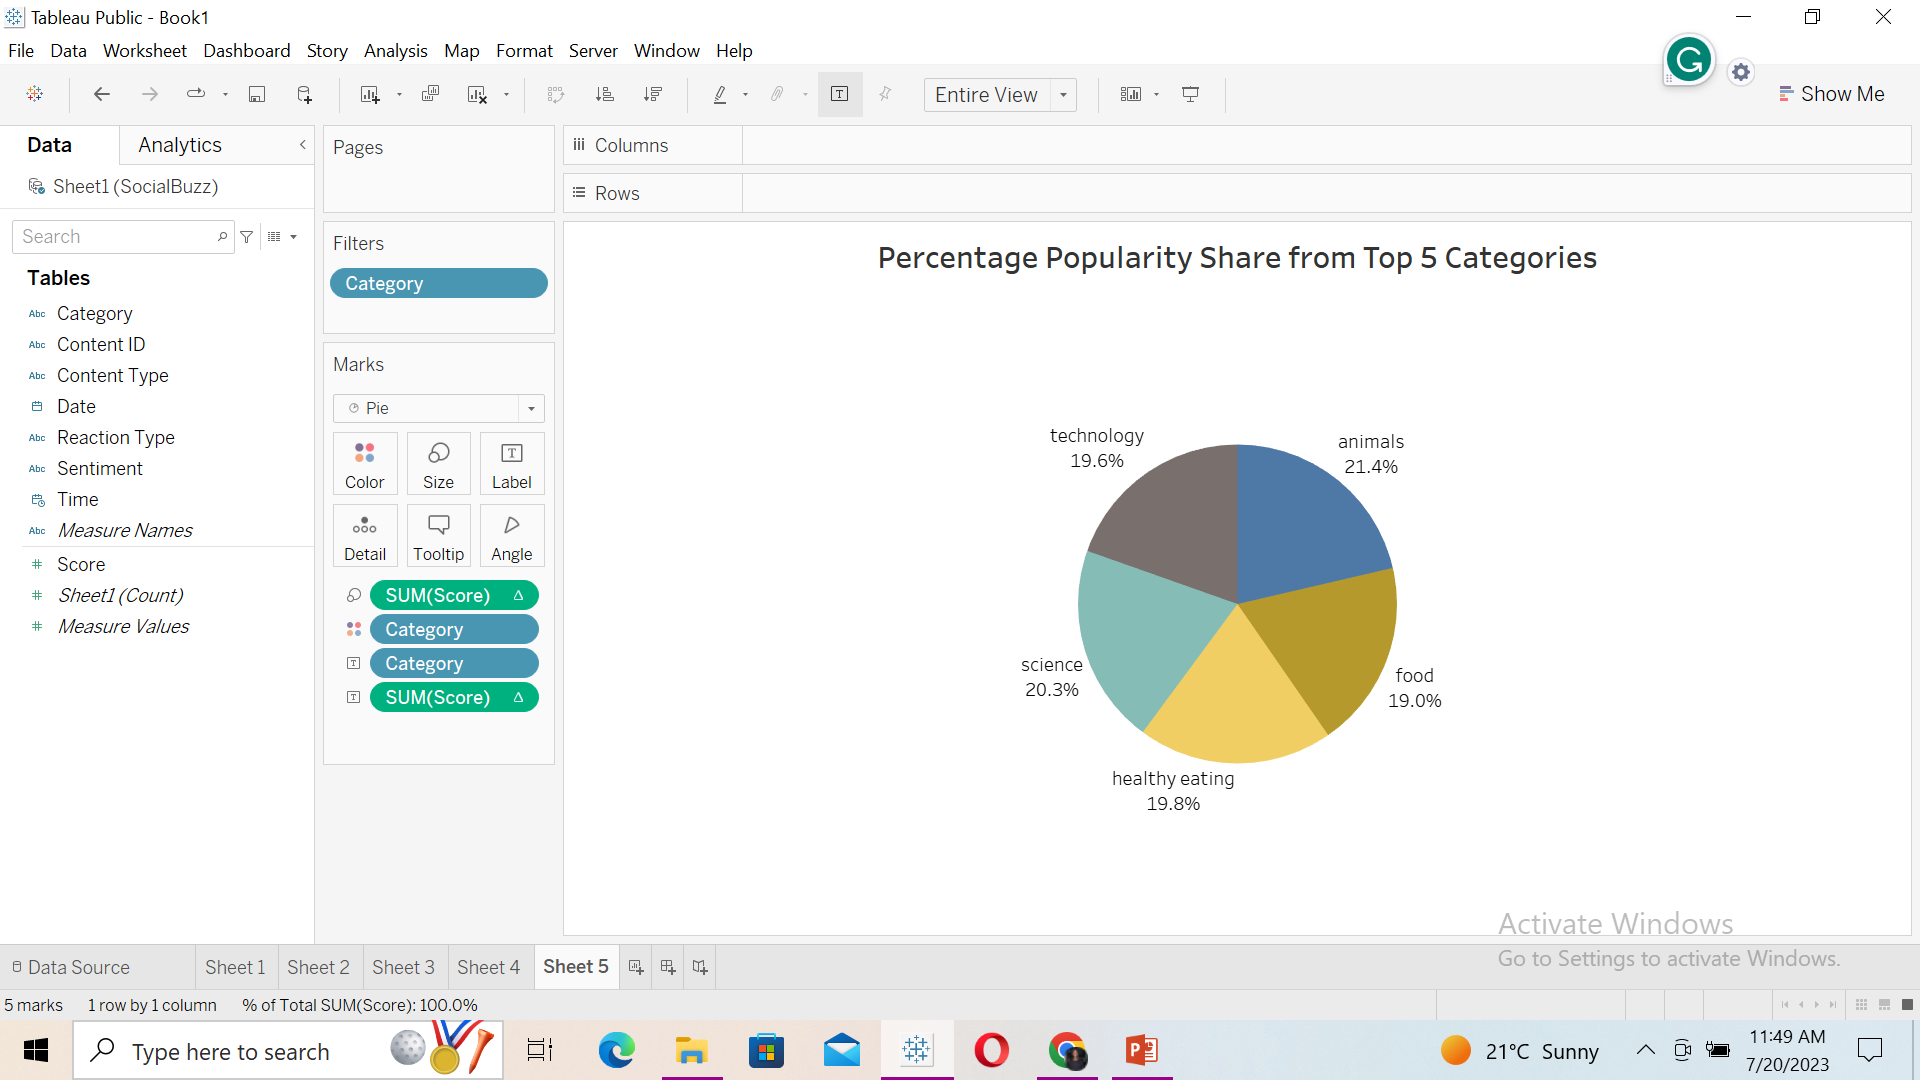 Tableau Public - Book1
File Data Worksheet Dashboard Story Analysis Map Format Server Window Help
Entire View
Show Me
Data
Analytics
Sheet1 (SocialBuzz)
Search
Tables
Abc Category
Abc Content ID
Abc Content Type
Date
Abc Reaction Type
Abc Sentiment
Time
Abc Measure Names
# Score
# Sheet1 (Count)
# Measure Values
Pages
Filters
Category
Marks
Pie
Color Size Label
Detail Tooltip Angle
SUM(Score) Δ
Category
Category
SUM(Score) Δ
Columns
Rows
Percentage Popularity Share from Top 5 Categories
technology
19.6%
animals
21.4%
science
20.3%
food
19.0%
healthy eating
19.8%
Activate Windows
Go to Settings to activate Windows.
Data Source Sheet 1 Sheet 2 Sheet 3 Sheet 4 Sheet 5
5 marks 1 row by 1 column % of Total SUM(Score): 100.0%
Type here to search
21°C Sunny
11:49 AM
7/20/2023